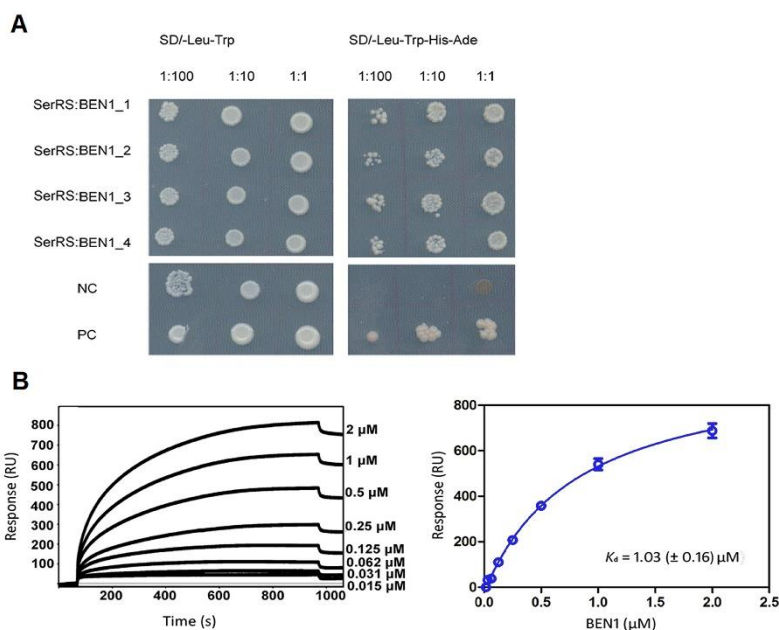 A
SD/-Leu-Trp SD/-Leu-Trp-His-Ade
1:100 1:10 1:1 1:100 1:10 1:1
SerRS:BEN1_1
SerRS:BEN1_2
SerRS:BEN1_3
SerRS:BEN1_4
NC
PC
B
Response (RU)
800
700
600
500
400
300
200
100
200 400 600 800 1000
Time (s)
2 µM
1 µM
0.5 µM
0.25 µM
0.125 µM
0.062 µM
0.031 µM
0.015 µM
Response (RU)
800
600
400
200
0
0.0 0.5 1.0 1.5 2.0 2.5
BEN1 (µM)
Kd = 1.03 (± 0.16) µM